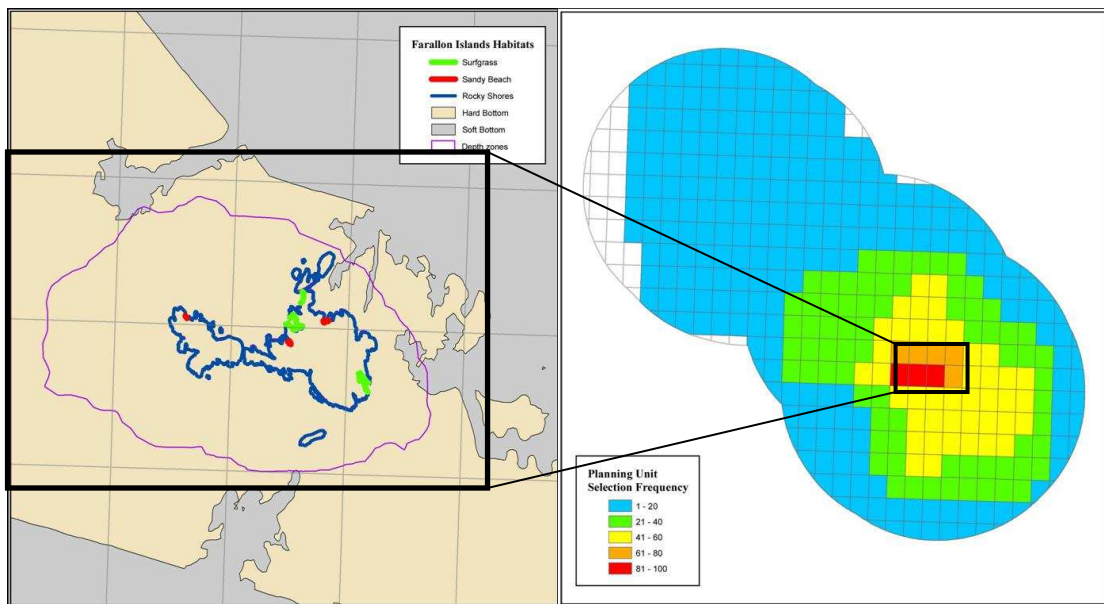 Farallon Islands Habitats
Surfgrass
Sandy Beach
Rocky Shores
Hard Bottom
Soft Bottom
Depth zones
Planning Unit
Selection Frequency
1 - 20
21 - 40
41 - 60
61 - 80
81 - 100